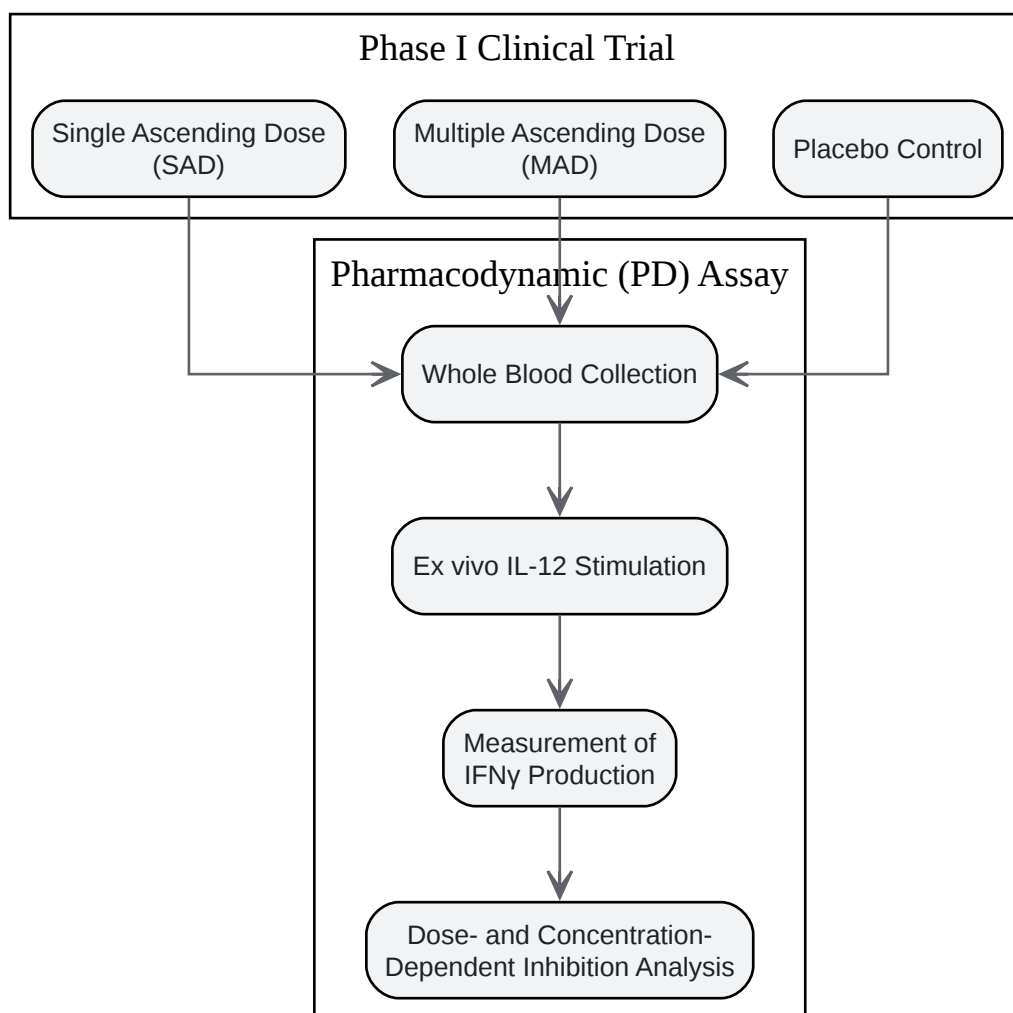 Phase I Clinical Trial
Single Ascending Dose
(SAD)
Multiple Ascending Dose
(MAD)
Placebo Control
Pharmacodynamic (PD) Assay
Whole Blood Collection
Ex vivo IL-12 Stimulation
Measurement of
IFNγ Production
Dose- and Concentration-
Dependent Inhibition Analysis